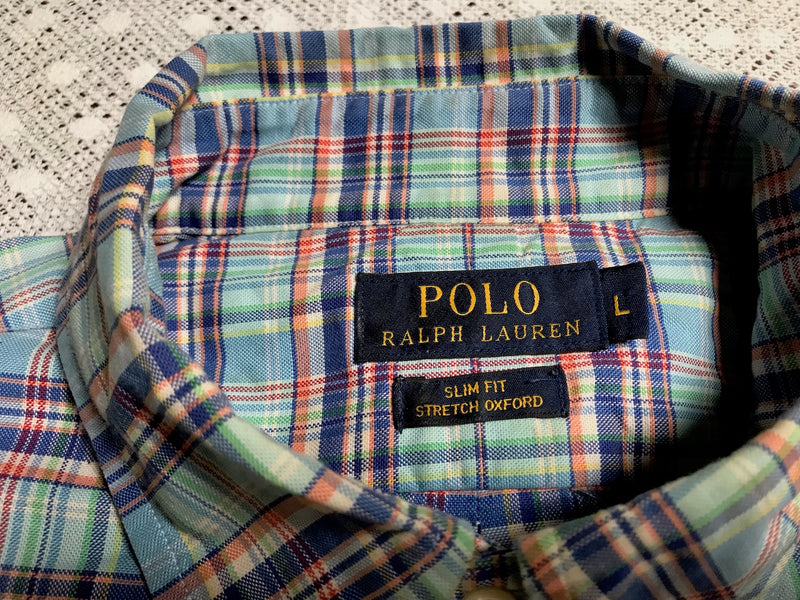 POLO
RALPH LAUREN
L
SLIM FIT
STRETCH OXFORD